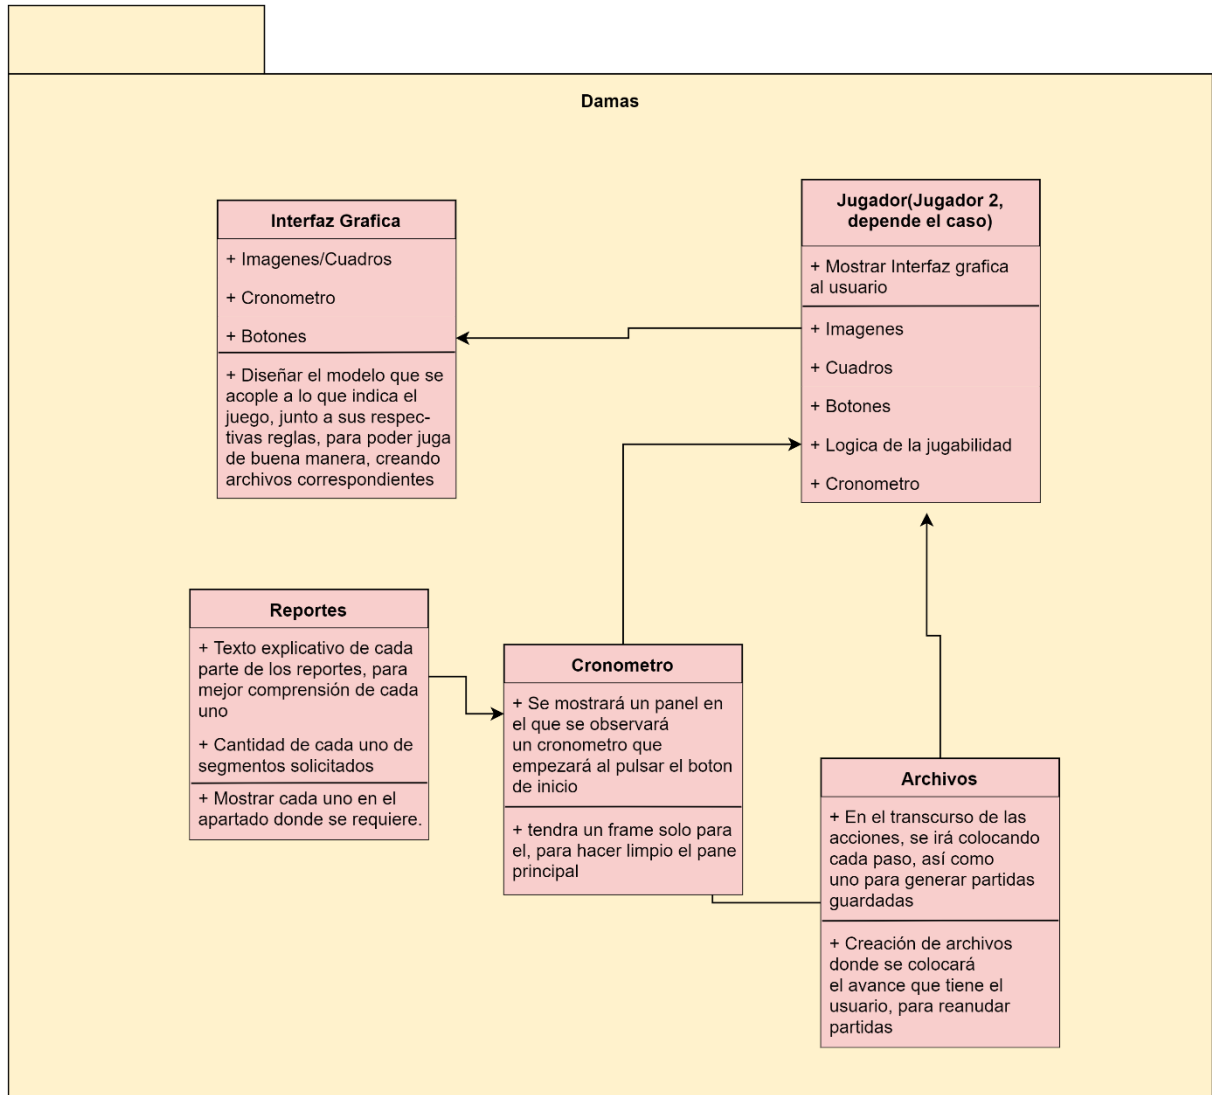 Damas
Interfaz Grafica
+ Imagenes/Cuadros
+ Cronometro
+ Botones
+ Diseñar el modelo que se
acople a lo que indica el
juego, junto a sus respec-
tivas reglas, para poder juga
de buena manera, creando
archivos correspondientes
Jugador(Jugador 2,
depende el caso)
+ Mostrar Interfaz grafica
al usuario
+ Imagenes
+ Cuadros
+ Botones
+ Logica de la jugabilidad
+ Cronometro
Reportes
+ Texto explicativo de cada
parte de los reportes, para
mejor comprensión de cada
uno
+ Cantidad de cada uno de
segmentos solicitados
+ Mostrar cada uno en el
apartado donde se requiere.
Cronometro
+ Se mostrará un panel en
el que se observará
un cronometro que
empezará al pulsar el boton
de inicio
+ tendra un frame solo para
el, para hacer limpio el pane
principal
Archivos
+ En el transcurso de las
acciones, se irá colocando
cada paso, así como
uno para generar partidas
guardadas
+ Creación de archivos
donde se colocará
el avance que tiene el
usuario, para reanudar
partidas